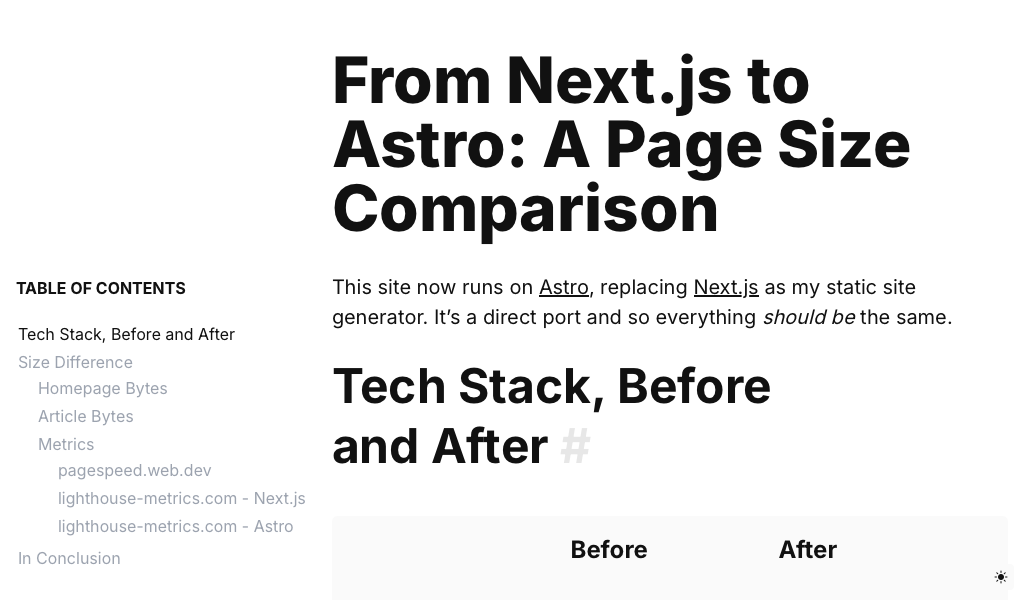 From Next.js to
Astro: A Page Size
Comparison
TABLE OF CONTENTS
Tech Stack, Before and After
Size Difference
Homepage Bytes
Article Bytes
Metrics
pagespeed.web.dev
lighthouse-metrics.com - Next.js
lighthouse-metrics.com - Astro
In Conclusion
This site now runs on Astro, replacing Next.js as my static site
generator. It’s a direct port and so everything should be the same.
Tech Stack, Before
and After #
Before After